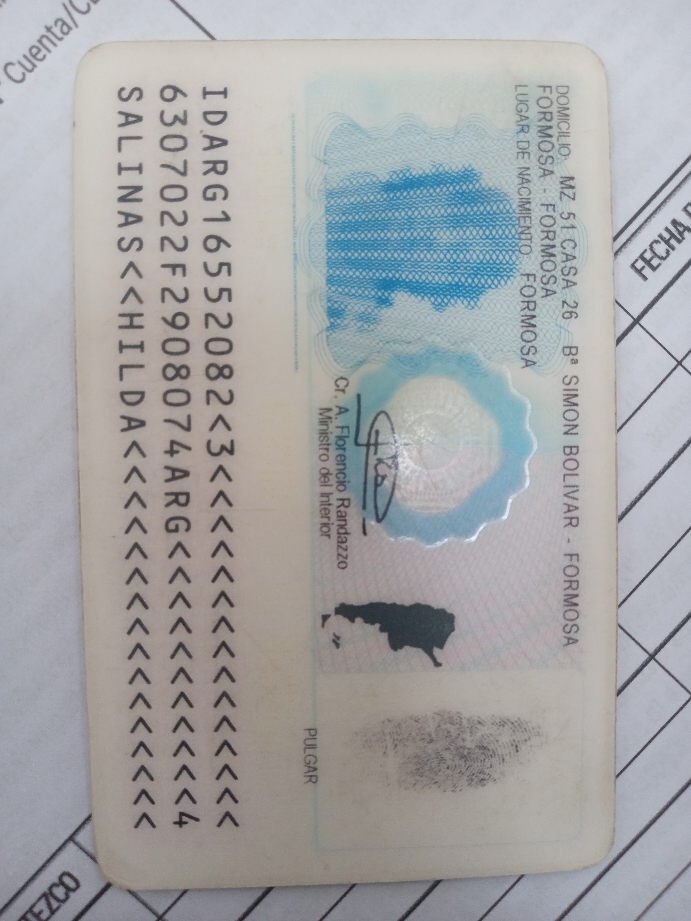 DOMICILIO: MZ 51 CASA 26 Bª SIMON BOLIVAR - FORMOSA
FORMOSA - FORMOSA
LUGAR DE NACIMIENTO: FORMOSA
Cr. A. Florencio Randazzo
Ministro del Interior
PULGAR
IDARG16552082<3<<<<<<<<<<<<<<<
6307022F2908074ARG<<<<<<<<<<<4
SALINAS<<HILDA<<<<<<<<<<<<<<<<
Cuenta/C
FECHA
TEZCO